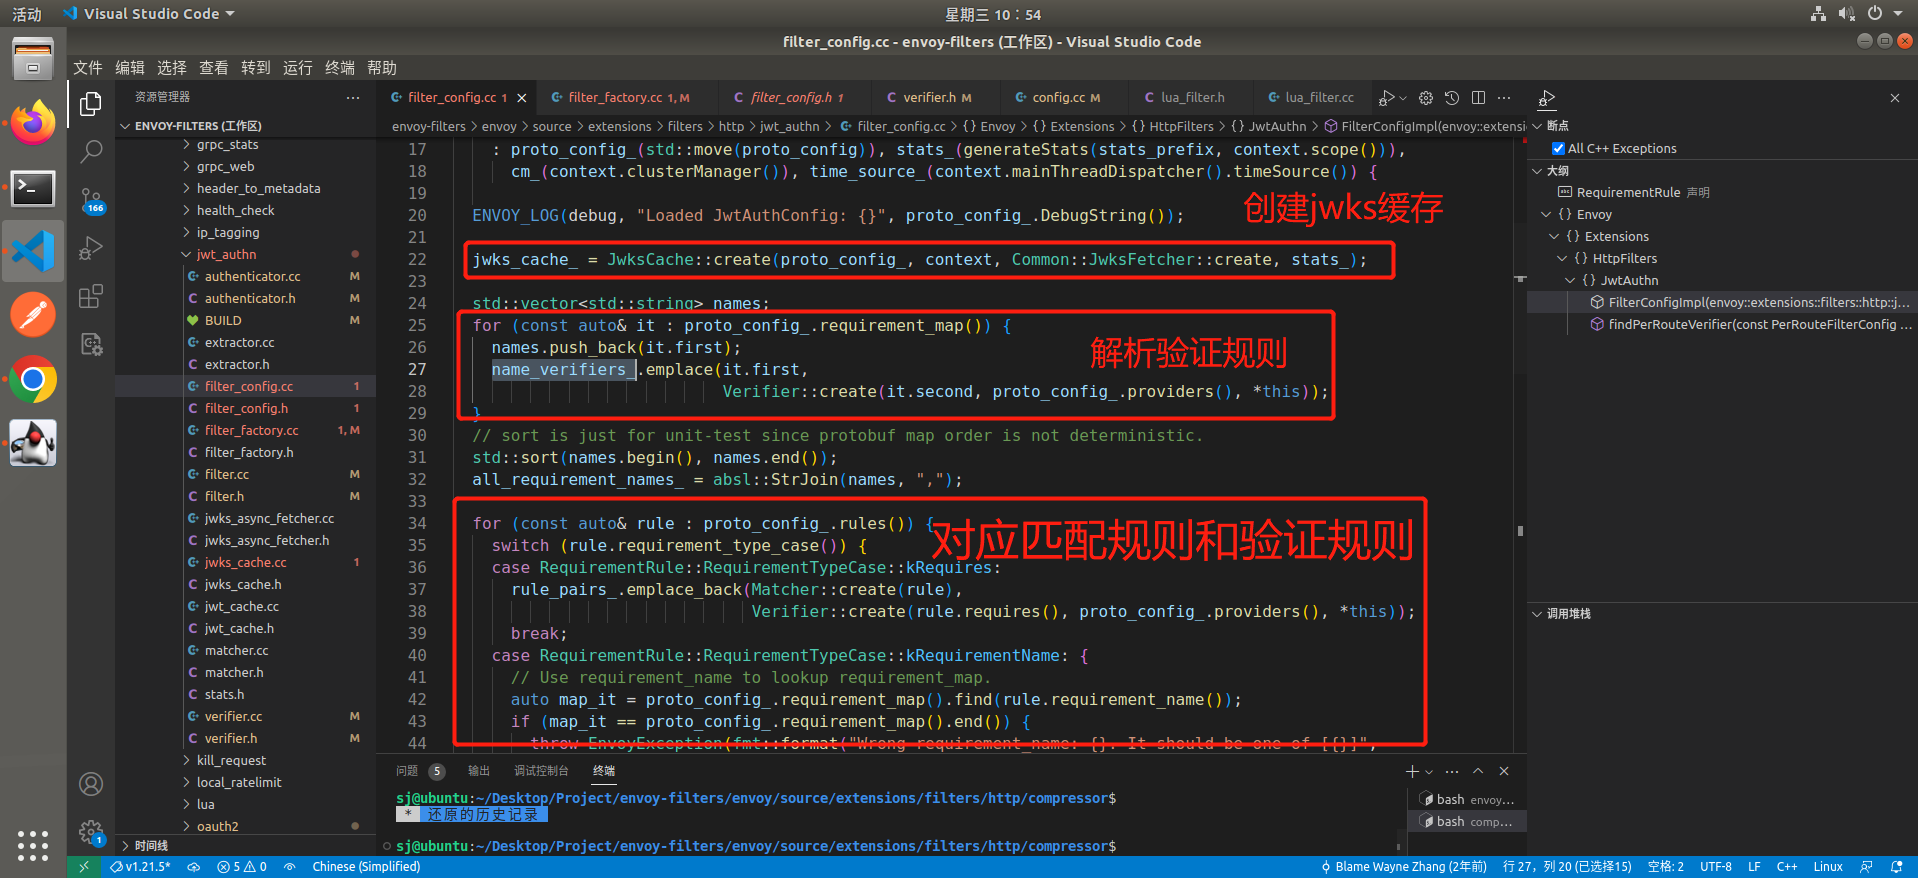 活动
Visual Studio Code
星期三 10：54
filter_config.cc - envoy-filters (工作区) - Visual Studio Code
文件 编辑 选择 查看 转到 运行 终端 帮助
资源管理器
filter_config.cc 1
filter_factory.cc 1, M
filter_config.h 1
verifier.h M
config.cc M
lua_filter.h
lua_filter.cc
ENVOY-FILTERS (工作区)
envoy-filters > envoy > source > extensions > filters > http > jwt_authn > filter_config.cc > {} Envoy > {} Extensions > {} HttpFilters > {} JwtAuthn > FilterConfigImpl(envoy::extensi
grpc_stats
grpc_web
header_to_metadata
health_check
ip_tagging
jwt_authn
authenticator.cc M
authenticator.h M
BUILD M
extractor.cc
extractor.h
filter_config.cc 1
filter_config.h 1
filter_factory.cc 1, M
filter_factory.h
filter.cc M
filter.h M
jwks_async_fetcher.cc
jwks_async_fetcher.h
jwks_cache.cc 1
jwks_cache.h
jwt_cache.cc
jwt_cache.h
matcher.cc
matcher.h
stats.h
verifier.cc M
verifier.h M
kill_request
local_ratelimit
lua
oauth2
时间线
166
1
17 : proto_config_(std::move(proto_config)), stats_(generateStats(stats_prefix, context.scope())),
18 cm_(context.clusterManager()), time_source_(context.mainThreadDispatcher().timeSource()) {
19
创建jwks缓存
20 ENVOY_LOG(debug, "Loaded JwtAuthConfig: {}", proto_config_.DebugString());
21
22 jwks_cache_ = JwksCache::create(proto_config_, context, Common::JwksFetcher::create, stats_);
23
24 std::vector<std::string> names;
25 for (const auto& it : proto_config_.requirement_map()) {
26 names.push_back(it.first);
解析验证规则
27 name_verifiers_.emplace(it.first,
28 Verifier::create(it.second, proto_config_.providers(), *this));
29 }
30 // sort is just for unit-test since protobuf map order is not deterministic.
31 std::sort(names.begin(), names.end());
32 all_requirement_names_ = absl::StrJoin(names, ",");
33
34 for (const auto& rule : proto_config_.rules()) {
对应匹配规则和验证规则
35 switch (rule.requirement_type_case()) {
36 case RequirementRule::RequirementTypeCase::kRequires:
37 rule_pairs_.emplace_back(Matcher::create(rule),
38 Verifier::create(rule.requires(), proto_config_.providers(), *this));
39 break;
40 case RequirementRule::RequirementTypeCase::kRequirementName: {
41 // Use requirement_name to lookup requirement_map.
42 auto map_it = proto_config_.requirement_map().find(rule.requirement_name());
43 if (map_it == proto_config_.requirement_map().end()) {
44 throw EnvoyException(fmt::format("Wrong requirement_name: {}. It should be one of [{}]",
断点
All C++ Exceptions
大纲
RequirementRule 声明
{} Envoy
{} Extensions
{} HttpFilters
{} JwtAuthn
FilterConfigImpl(envoy::extensions::filters::http::j...
findPerRouteVerifier(const PerRouteFilterConfig ...
调用堆栈
问题 5 输出 调试控制台 终端
sj@ubuntu:~/Desktop/Project/envoy-filters/envoy/source/extensions/filters/http/compressor$
* 还原的历史记录
sj@ubuntu:~/Desktop/Project/envoy-filters/envoy/source/extensions/filters/http/compressor$
bash envoy...
bash comp...
v1.21.5* 5 0 Chinese (Simplified) Blame Wayne Zhang (2年前) 行 27，列 20 (已选择15) 空格: 2 UTF-8 LF C++ Linux